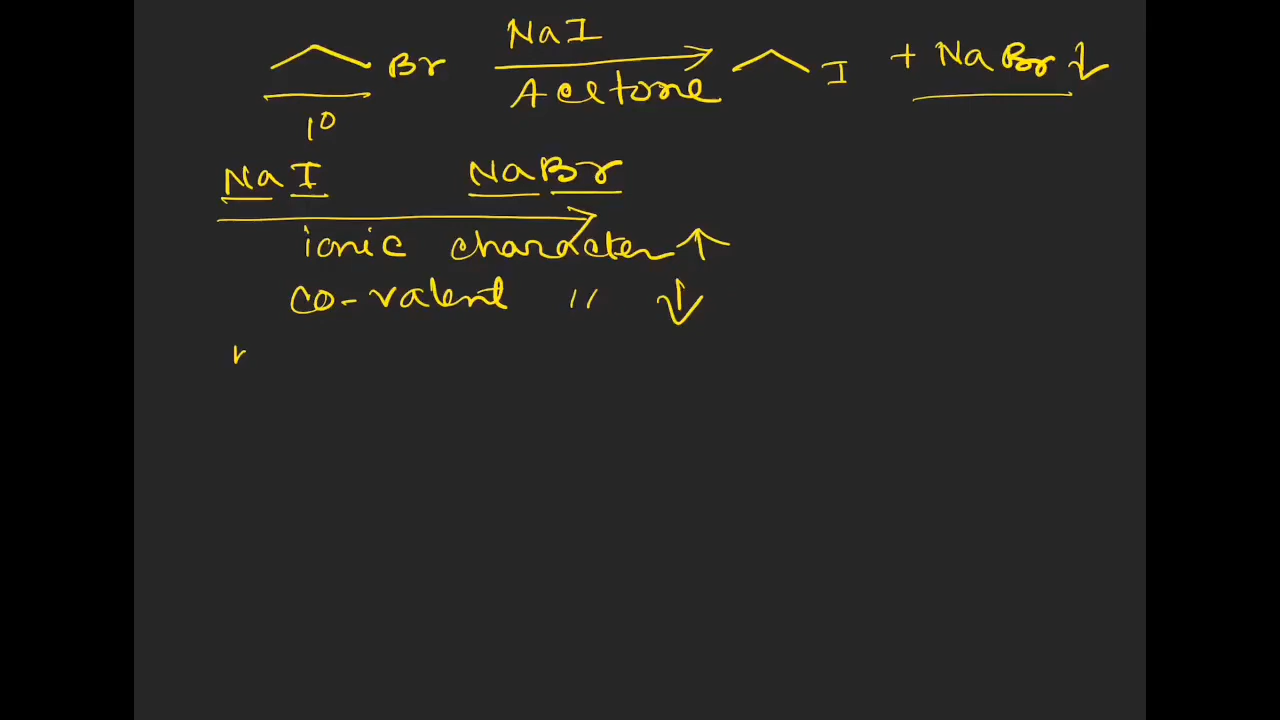 Br NaI Acetone I + NaBr ↓
1°
NaI NaBr
ionic character ↑
co-valent " ↓